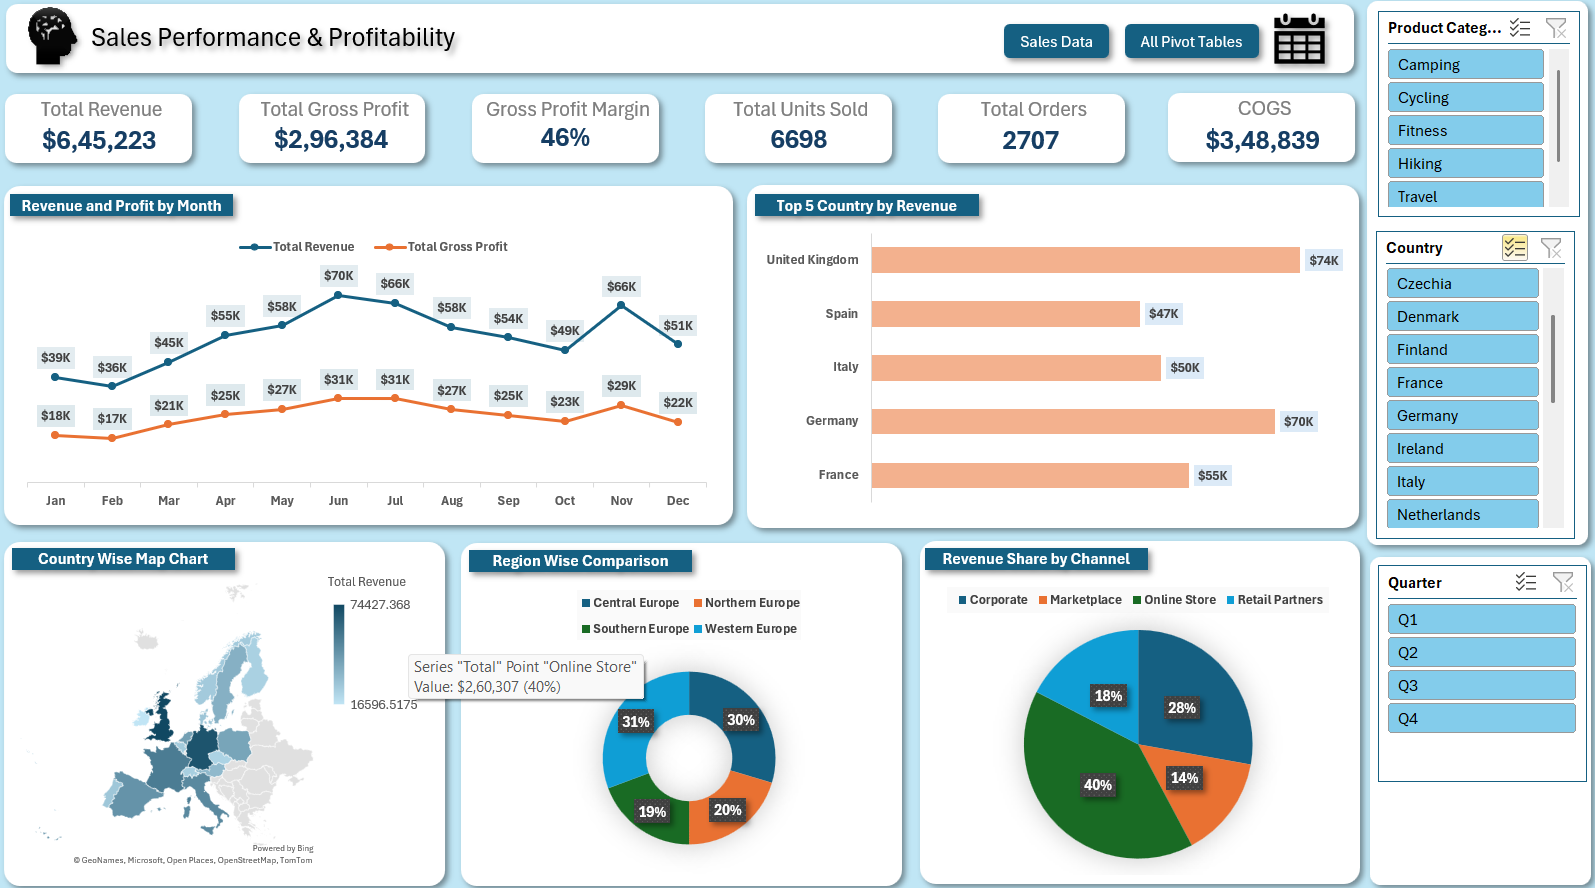 Sales Performance & Profitability
Sales Data
All Pivot Tables
Total Revenue
$6,45,223
Total Gross Profit
$2,96,384
Gross Profit Margin
46%
Total Units Sold
6698
Total Orders
2707
COGS
$3,48,839
Revenue and Profit by Month
Total Revenue
Total Gross Profit
$39K
$36K
$45K
$55K
$58K
$70K
$66K
$58K
$54K
$49K
$66K
$51K
$18K
$17K
$21K
$25K
$27K
$31K
$31K
$27K
$25K
$23K
$29K
$22K
Jan
Feb
Mar
Apr
May
Jun
Jul
Aug
Sep
Oct
Nov
Dec
Top 5 Country by Revenue
United Kingdom
$74K
Spain
$47K
Italy
$50K
Germany
$70K
France
$55K
Country Wise Map Chart
Total Revenue
74427.368
16596.5175
Powered by Bing
© GeoNames, Microsoft, Open Places, OpenStreetMap, TomTom
Region Wise Comparison
Central Europe
Northern Europe
Southern Europe
Western Europe
Series "Total" Point "Online Store"
Value: $2,60,307 (40%)
31%
30%
19%
20%
Revenue Share by Channel
Corporate
Marketplace
Online Store
Retail Partners
18%
28%
40%
14%
Product Categ...
Camping
Cycling
Fitness
Hiking
Travel
Country
Czechia
Denmark
Finland
France
Germany
Ireland
Italy
Netherlands
Quarter
Q1
Q2
Q3
Q4